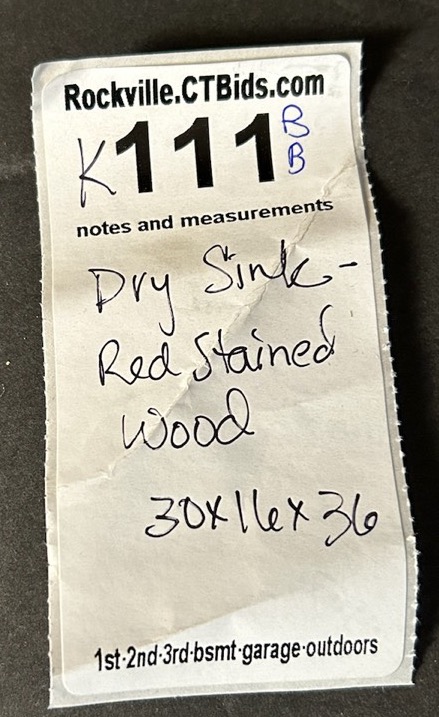 Rockville.CTBids.com
K111 B
B
notes and measurements
Dry Sink-
Red Stained
Wood
30x16x36
1st·2nd·3rd·bsmt·garage·outdoors